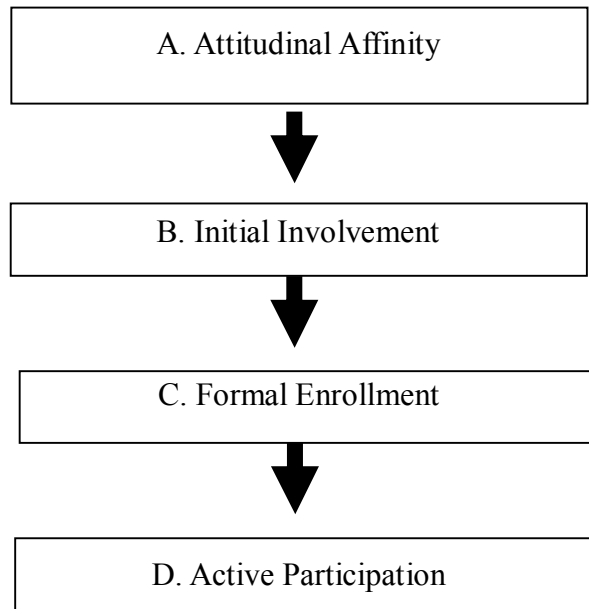 A. Attitudinal Affinity
B. Initial Involvement
C. Formal Enrollment
D. Active Participation